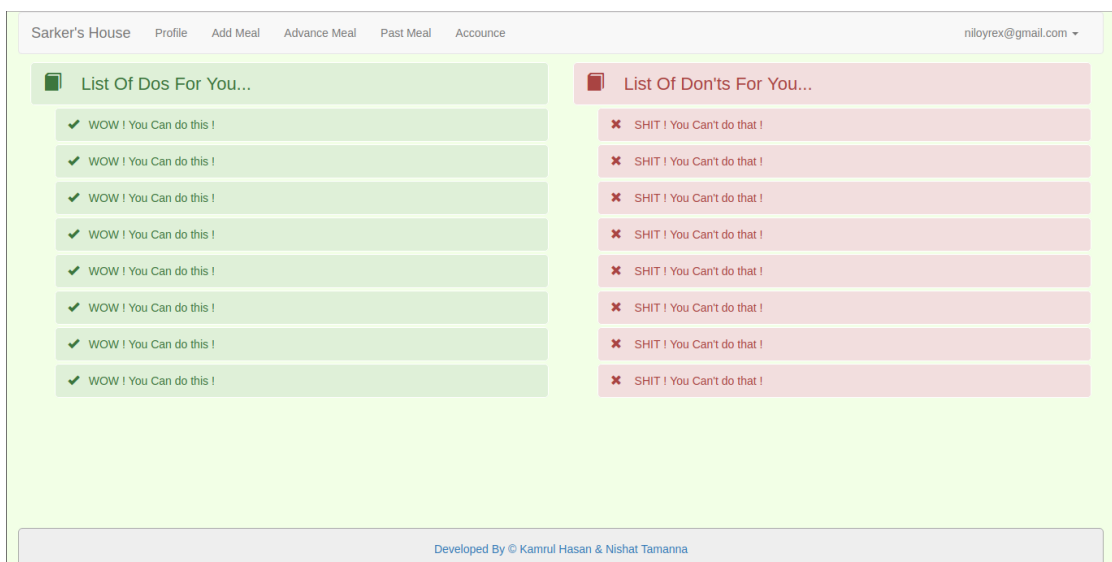 Sarker's House Profile Add Meal Advance Meal Past Meal Accounce niloyrex@gmail.com
List Of Dos For You...
WOW ! You Can do this !
WOW ! You Can do this !
WOW ! You Can do this !
WOW ! You Can do this !
WOW ! You Can do this !
WOW ! You Can do this !
WOW ! You Can do this !
WOW ! You Can do this !
List Of Don'ts For You...
SHIT ! You Can't do that !
SHIT ! You Can't do that !
SHIT ! You Can't do that !
SHIT ! You Can't do that !
SHIT ! You Can't do that !
SHIT ! You Can't do that !
SHIT ! You Can't do that !
SHIT ! You Can't do that !
Developed By © Kamrul Hasan & Nishat Tamanna